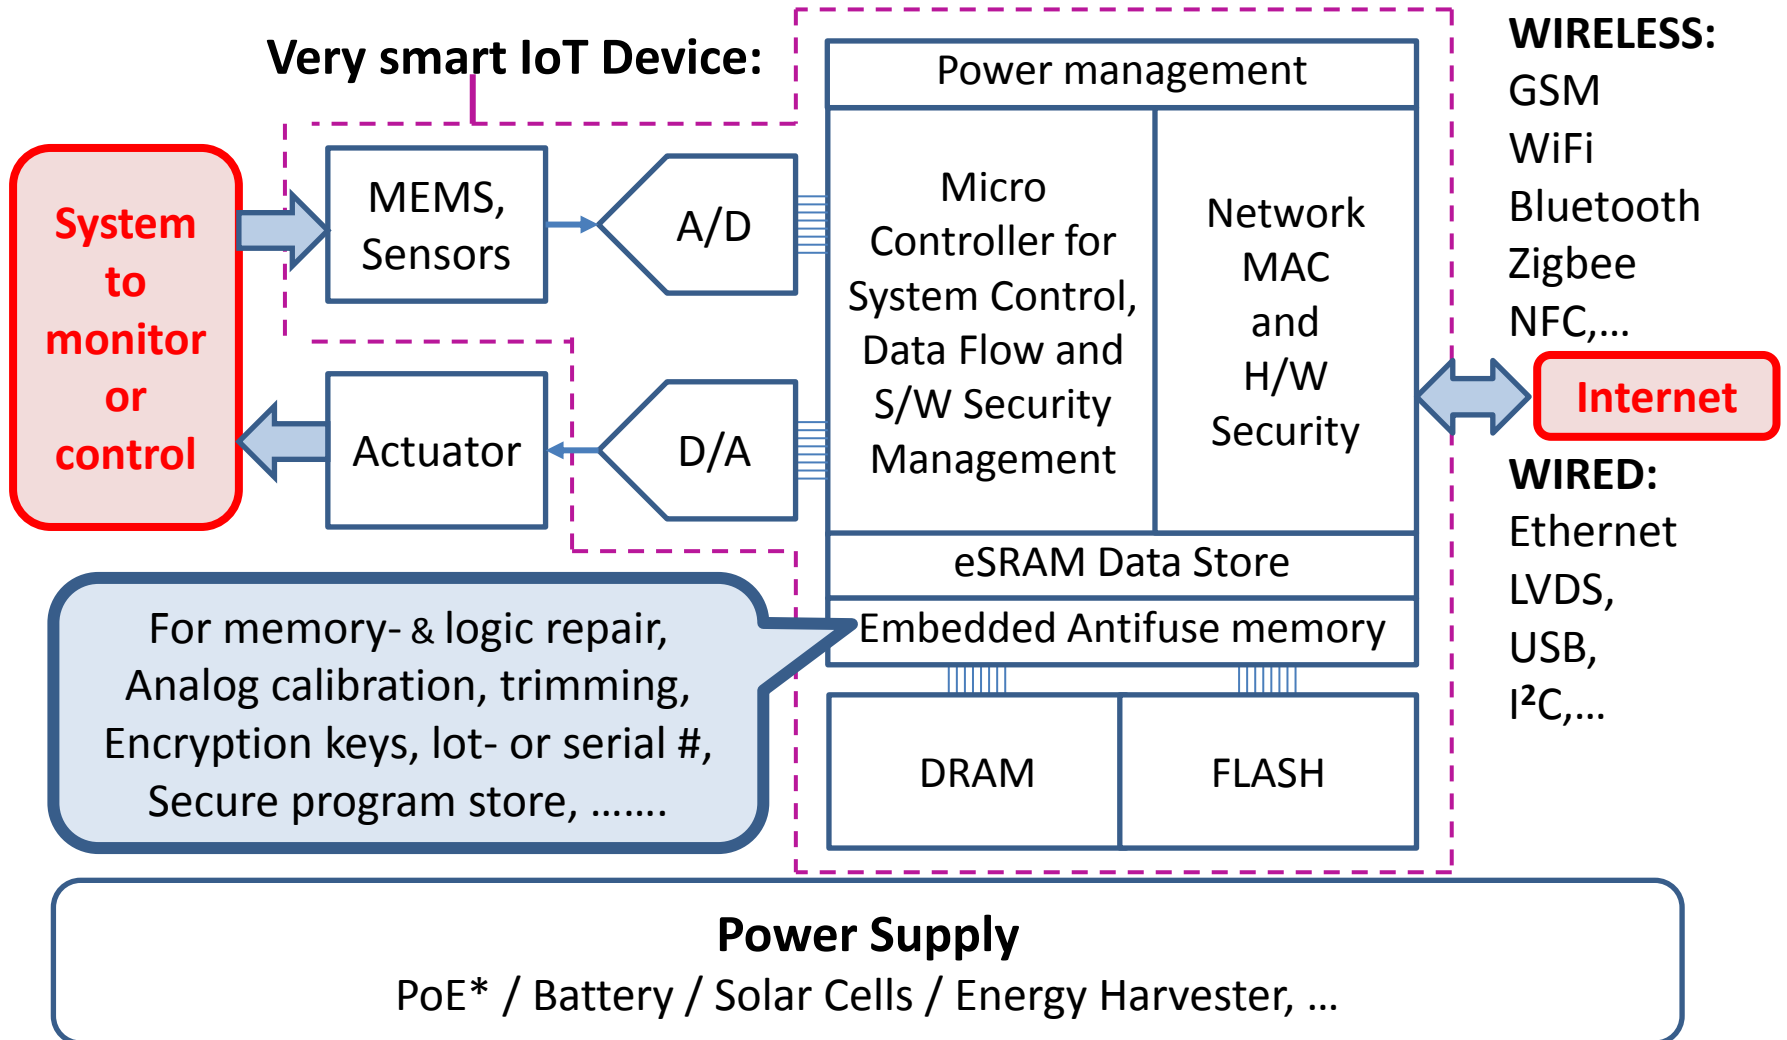 Very smart IoT Device:
System
to
monitor
or
control
MEMS,
Sensors
A/D
Actuator
D/A
Power management
Micro
Controller for
System Control,
Data Flow and
S/W Security
Management
Network
MAC
and
H/W
Security
eSRAM Data Store
Embedded Antifuse memory
DRAM
FLASH
WIRELESS:
GSM
WiFi
Bluetooth
Zigbee
NFC,...
Internet
WIRED:
Ethernet
LVDS,
USB,
I²C,...
For memory- & logic repair,
Analog calibration, trimming,
Encryption keys, lot- or serial #,
Secure program store, .......
Power Supply
PoE* / Battery / Solar Cells / Energy Harvester, ...